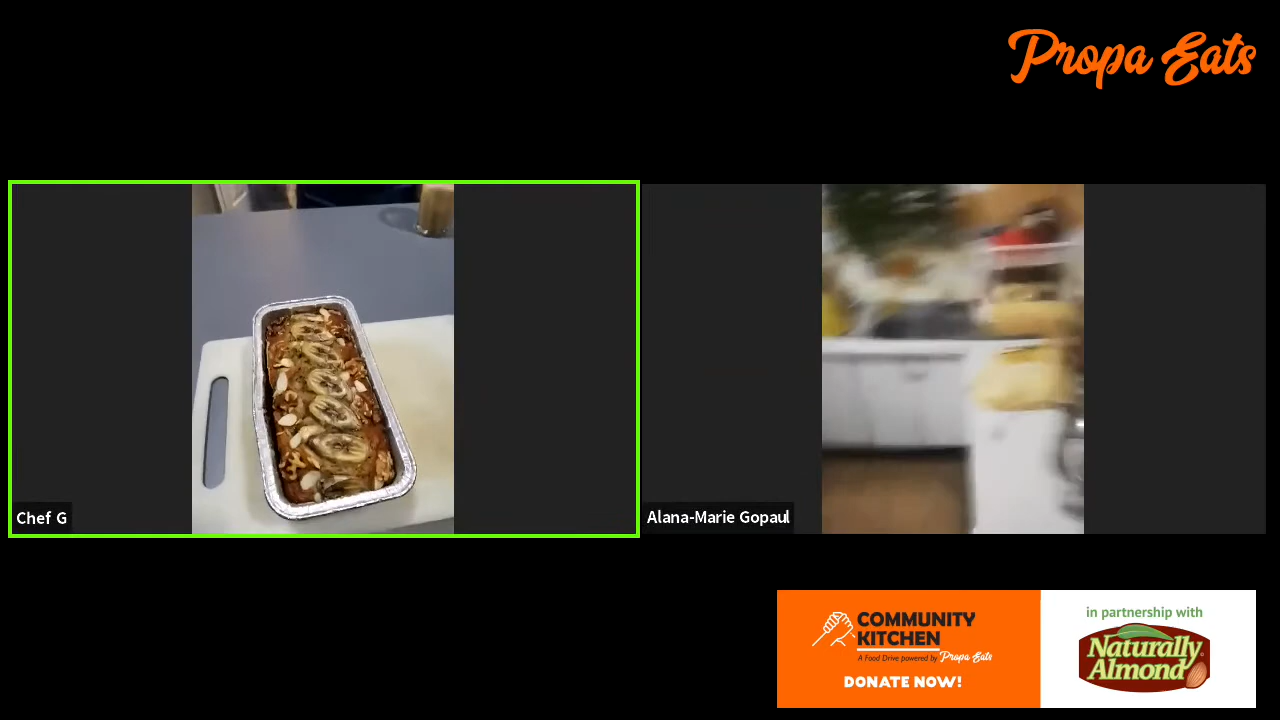 Propa Eats
Chef G
Alana-Marie Gopaul
COMMUNITY
KITCHEN
A Food Drive powered by Propa Eats
DONATE NOW!
in partnership with
Naturally
Almond